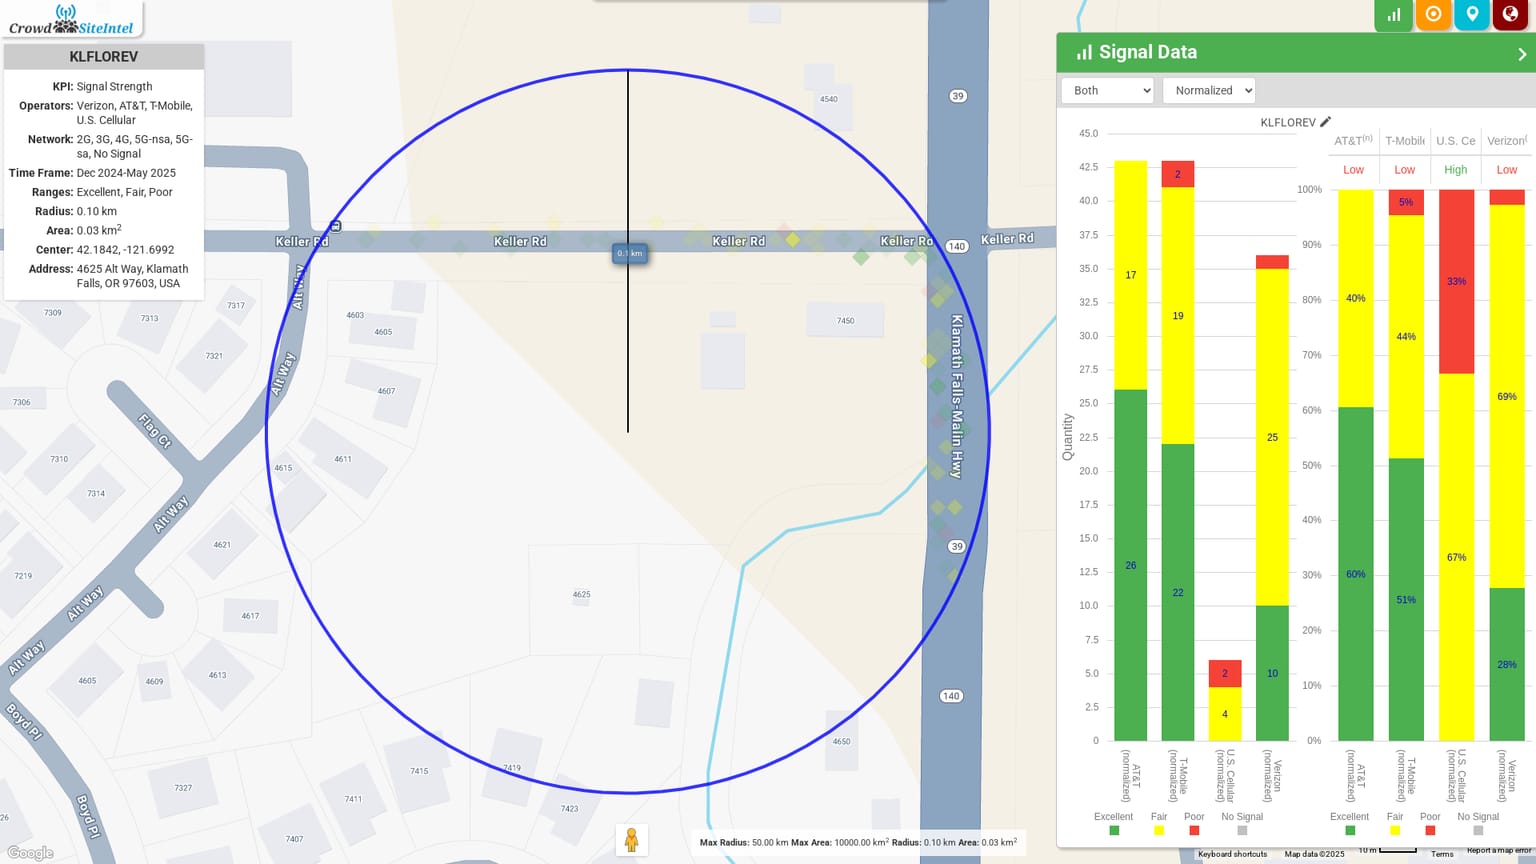 Crowd SiteIntel
KLFLOREV
KPI: Signal Strength
Operators: Verizon, AT&T, T-Mobile,
U.S. Cellular
Network: 2G, 3G, 4G, 5G-nsa, 5G-
sa, No Signal
Time Frame: Dec 2024-May 2025
Ranges: Excellent, Fair, Poor
Radius: 0.10 km
Area: 0.03 km²
Center: 42.1842, -121.6992
Address: 4625 Alt Way, Klamath
Falls, OR 97603, USA
4540
39
Keller Rd
Keller Rd
Keller Rd
Keller Rd
140
Keller Rd
0.1 km
Alt Way
7317
7309
7313
7321
4603
4605
7450
4607
Alt Way
7306
Flag Ct
Klamath Falls-Malin Hwy
7310
4615
4611
7314
Alt Way
4621
39
7219
Alt Way
4625
4617
Alt Way
4605
4609
4613
140
Boyd Pl
4650
7415
7419
7327
7411
7423
26
Boyd Pl
7407
Google
Max Radius: 50.00 km Max Area: 10000.00 km² Radius: 0.10 km Area: 0.03 km²
Signal Data
Both
Normalized
KLFLOREV
45.0
42.5
40.0
37.5
35.0
32.5
30.0
27.5
25.0
22.5
20.0
17.5
15.0
12.5
10.0
7.5
5.0
2.5
0
Quantity
17
26
2
19
22
2
4
25
10
AT&T (normalized)
T-Mobile (normalized)
U.S. Cellular (normalized)
Verizon (normalized)
Excellent Fair Poor No Signal
AT&T(n) T-Mobile U.S. Ce Verizon(
Low Low High Low
100%
90%
80%
70%
60%
50%
40%
30%
20%
10%
0%
40%
60%
5%
44%
51%
33%
67%
69%
28%
AT&T (normalized)
T-Mobile (normalized)
U.S. Cellular (normalized)
Verizon (normalized)
Excellent Fair Poor No Signal
Keyboard shortcuts Map data ©2025 10 m Terms Report a map error